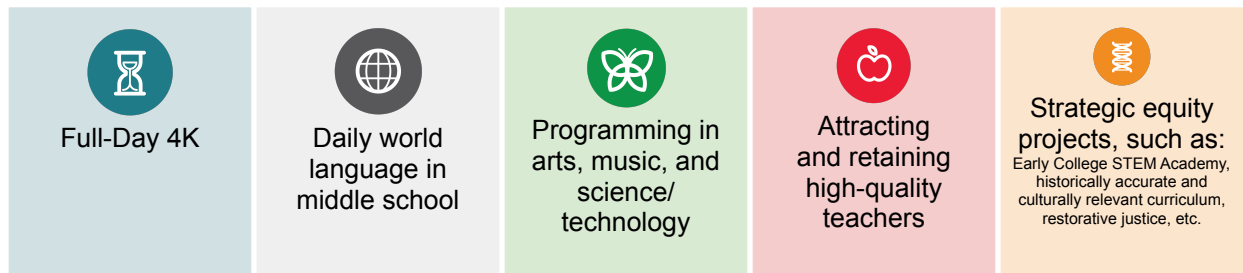 Full-Day 4K
Daily world
language in
middle school
Programming in
arts, music, and
science/
technology
Attracting
and retaining
high-quality
teachers
Strategic equity
projects, such as:
Early College STEM Academy,
historically accurate and
culturally relevant curriculum,
restorative justice, etc.